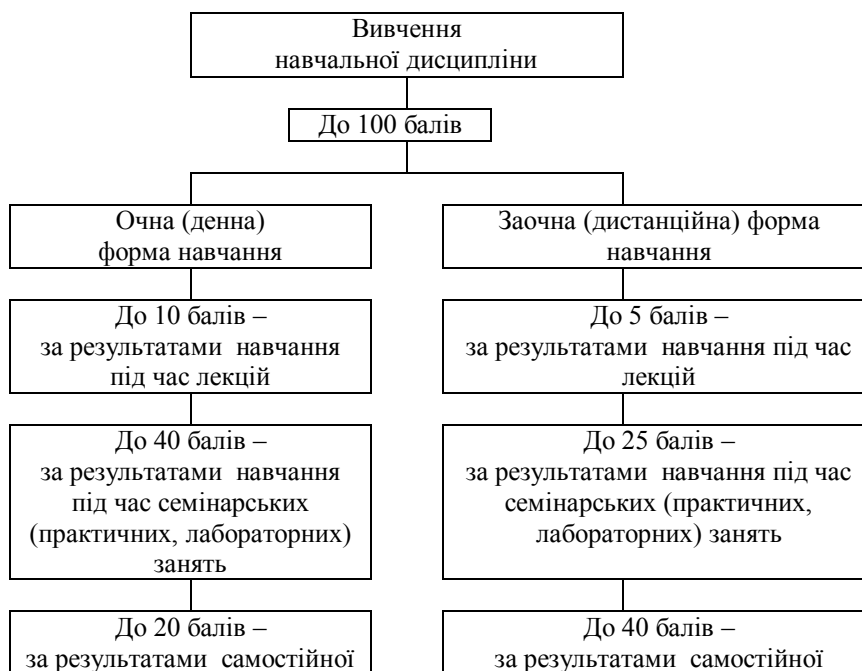 Вивчення
навчальної дисципліни
До 100 балів
Очна (денна)
форма навчання
До 10 балів –
за результатами навчання
під час лекцій
До 40 балів –
за результатами навчання
під час семінарських
(практичних, лабораторних)
занять
До 20 балів –
за результатами самостійної
Заочна (дистанційна) форма
навчання
До 5 балів –
за результатами навчання під час
лекцій
До 25 балів –
за результатами навчання під час
семінарських (практичних,
лабораторних) занять
До 40 балів –
за результатами самостійної